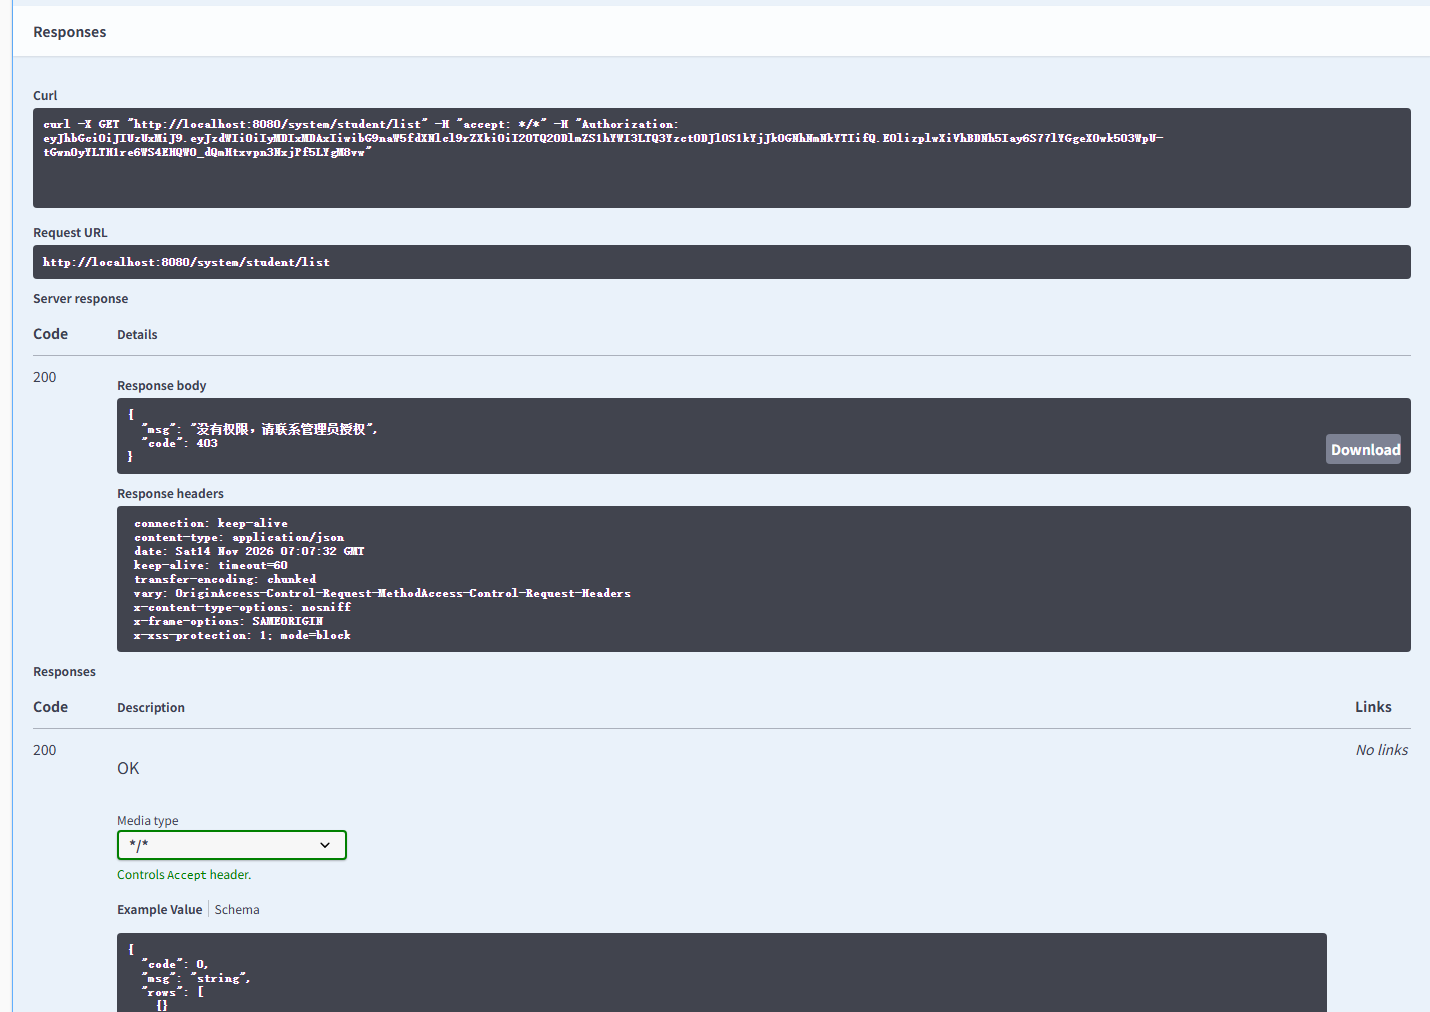 Responses
Curl
curl -X GET "http://localhost:8080/system/student/list" -H "accept: */*" -H "Authorization:
Request URL
http://localhost:8080/system/student/list
Server response
Code Details
200
Response body
{
"msg": "没有权限，请联系管理员授权",
"code": 403
}
Download
Response headers
connection: keep-alive
content-type: application/json
date: Sat14 Nov 2026 07:07:32 GMT
keep-alive: timeout=60
transfer-encoding: chunked
vary: OriginAccess-Control-Request-MethodAccess-Control-Request-Headers
x-content-type-options: nosniff
x-frame-options: SAMEORIGIN
x-xss-protection: 1; mode=block
Responses
Code Description Links
200 No links
OK
Media type
*/*
Controls Accept header.
Example Value Schema
{
"code": 0,
"msg": "string",
"rows": [
{}